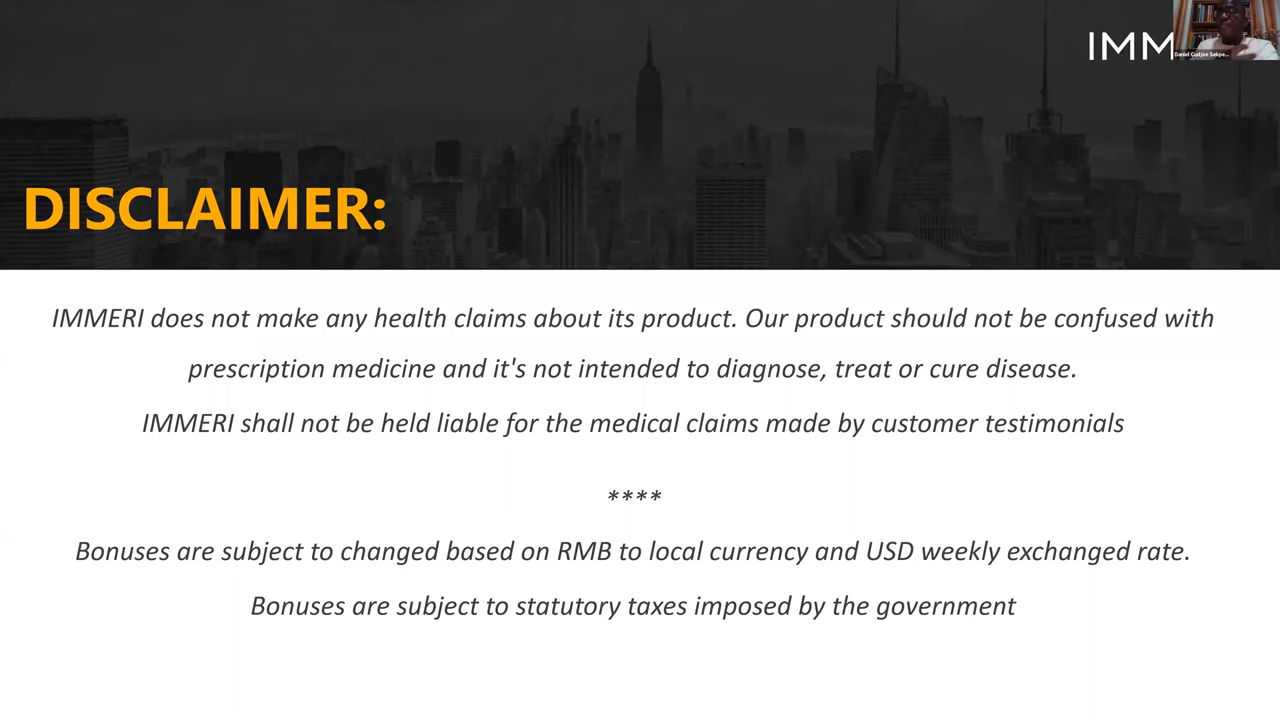 IMM
Daniel Cudjoe Sekpe...
DISCLAIMER:
IMMERI does not make any health claims about its product. Our product should not be confused with
prescription medicine and it's not intended to diagnose, treat or cure disease.
IMMERI shall not be held liable for the medical claims made by customer testimonials
****
Bonuses are subject to changed based on RMB to local currency and USD weekly exchanged rate.
Bonuses are subject to statutory taxes imposed by the government